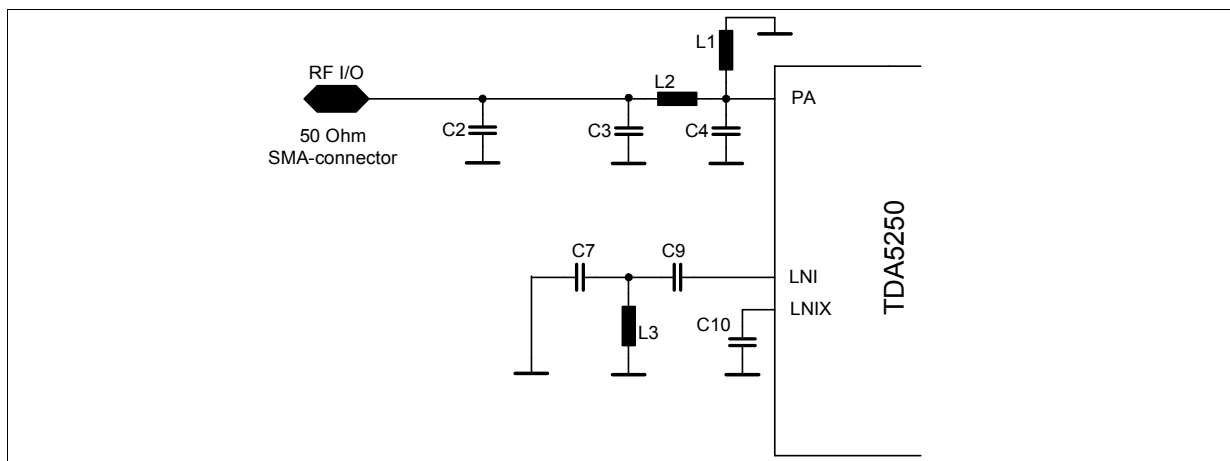 L1
RF I/O
L2
PA
C2
C3
C4
50 Ohm
SMA-connector
TDA5250
C7
C9
LNI
LNIX
C10
L3